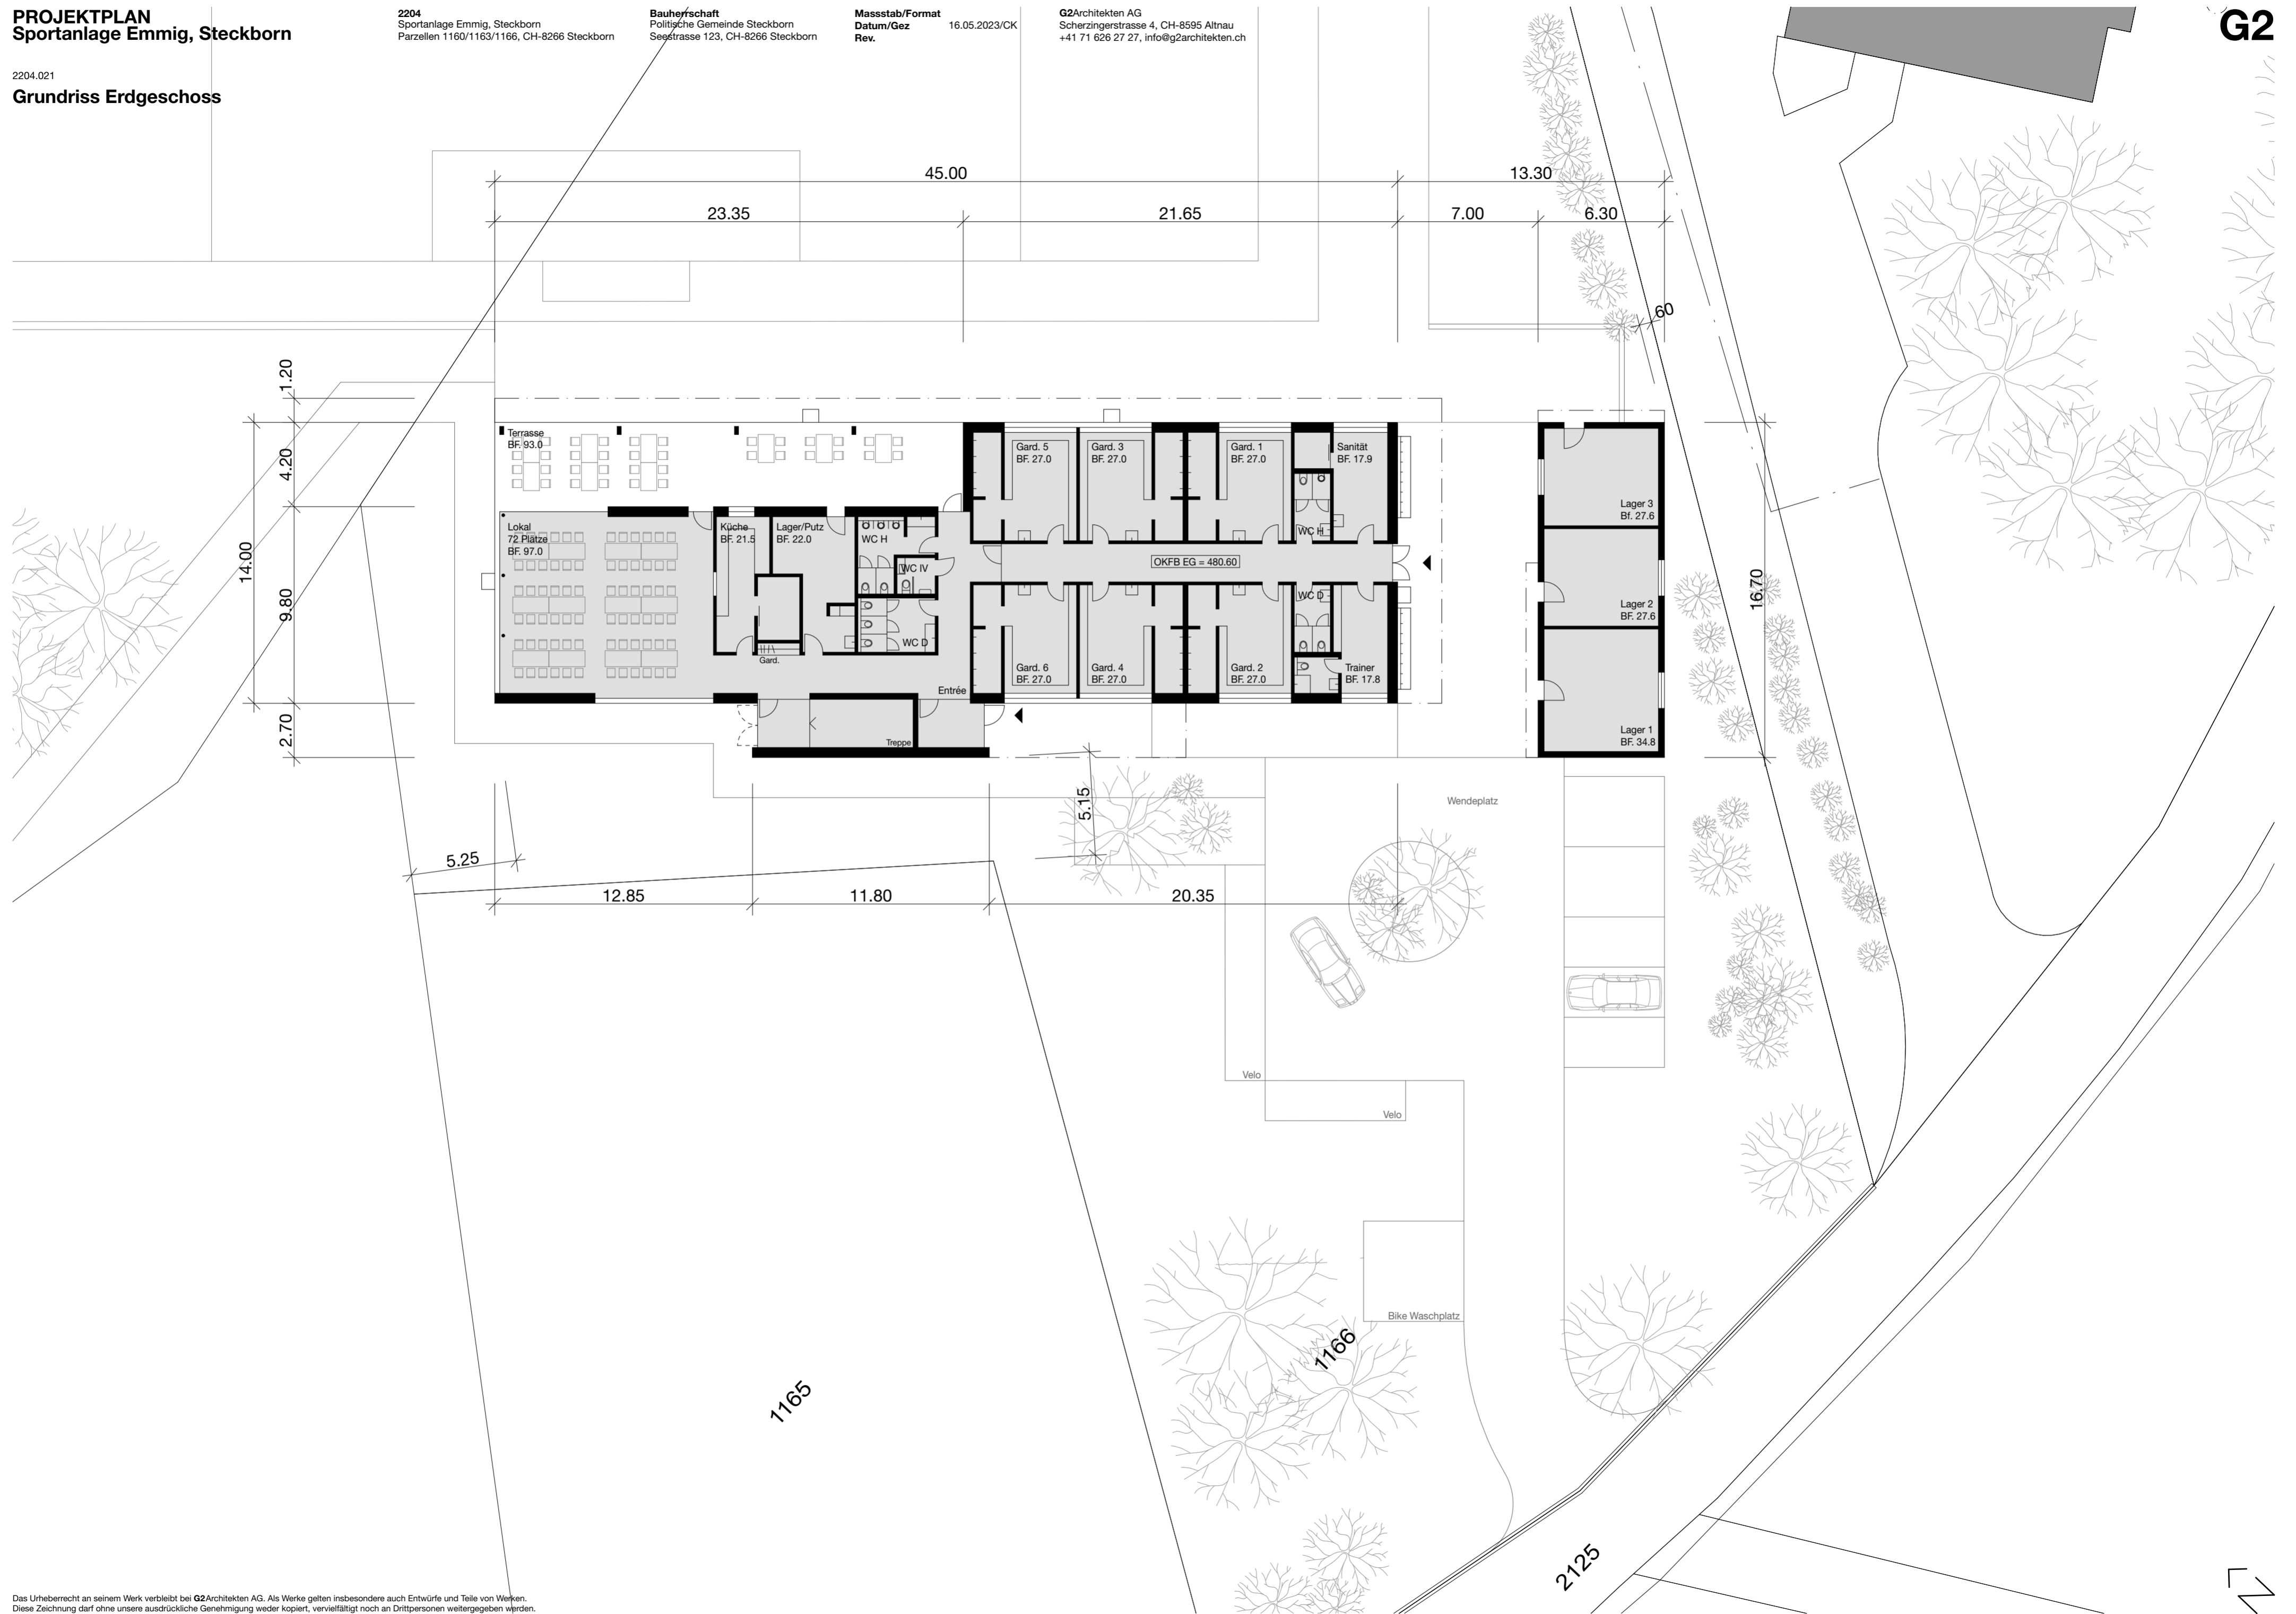 PROJEKTPLAN
Sportanlage Emmig, Steckborn
2204.021
Grundriss Erdgeschoss
2204
Sportanlage Emmig, Steckborn
Parzellen 1160/1163/1166, CH-8266 Steckborn
Bauherrschaft
Politische Gemeinde Steckborn
Seestrasse 123, CH-8266 Steckborn
Massstab/Format
Datum/Gez 16.05.2023/CK
Rev.
G2Architekten AG
Scherzingerstrasse 4, CH-8595 Altnau
+41 71 626 27 27, info@g2architekten.ch
G2
45.00
13.30
23.35
21.65
7.00
6.30
60
1.20
4.20
14.00
9.80
2.70
16.70
Terrasse
BF. 93.0
Lokal
72 Plätze
BF. 97.0
Küche
BF. 21.5
Lager/Putz
BF. 22.0
WC H
WC IV
WC D
Gard.
Entrée
Treppe
Gard. 5
BF. 27.0
Gard. 3
BF. 27.0
Gard. 1
BF. 27.0
Sanität
BF. 17.9
WC H
OKFB EG = 480.60
WC D
Gard. 6
BF. 27.0
Gard. 4
BF. 27.0
Gard. 2
BF. 27.0
Trainer
BF. 17.8
Lager 3
Bf. 27.6
Lager 2
BF. 27.6
Lager 1
BF. 34.8
5.15
5.25
12.85
11.80
20.35
Wendeplatz
Velo
Velo
Bike Waschplatz
1165
1166
2125
Das Urheberrecht an seinem Werk verbleibt bei G2Architekten AG. Als Werke gelten insbesondere auch Entwürfe und Teile von Werken.
Diese Zeichnung darf ohne unsere ausdrückliche Genehmigung weder kopiert, vervielfältigt noch an Drittpersonen weitergegeben werden.